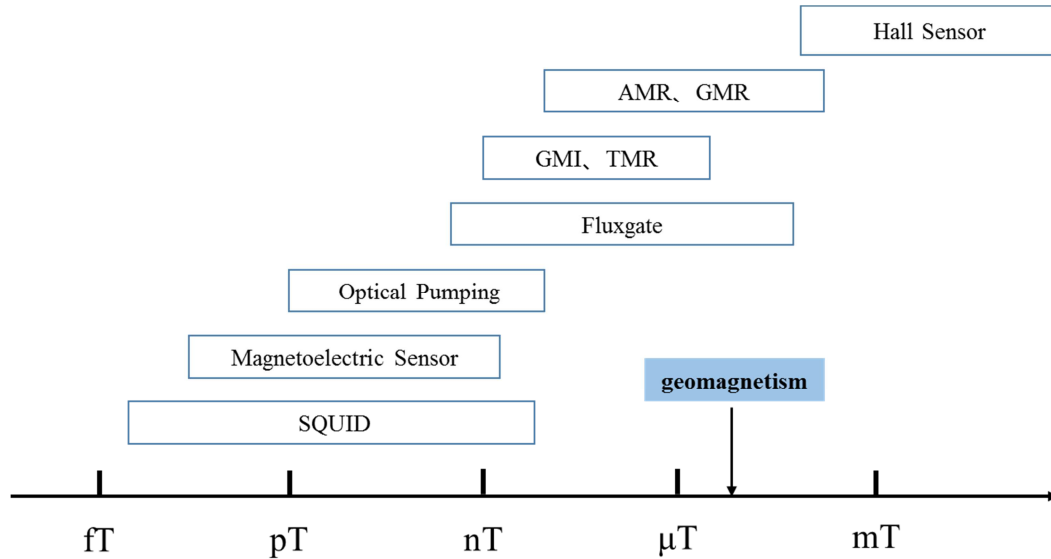 Hall Sensor
AMR、GMR
GMI、TMR
Fluxgate
Optical Pumping
Magnetoelectric Sensor
geomagnetism
SQUID
fT
pT
nT
μT
mT